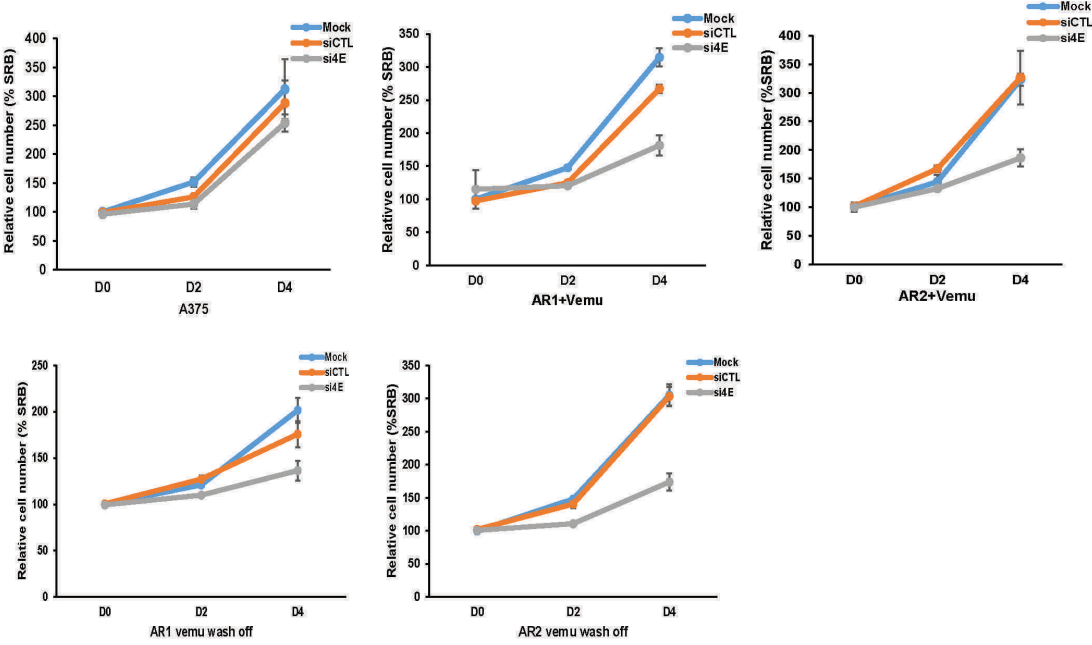 Relative cell number (% SRB)
400
350
300
250
200
150
100
50
0
D0 D2 D4
A375
Mock
siCTL
si4E
Relativve cell number (% SRB)
350
300
250
200
150
100
50
0
D0 D2 D4
AR1+Vemu
Mock
siCTL
si4E
Relative cell number (%SRB)
400
350
300
250
200
150
100
50
0
D0 D2 D4
AR2+Vemu
Mock
siCTL
si4E
Relative cell number (% SRB)
250
200
150
100
50
0
D0 D2 D4
AR1 vemu wash off
Mock
siCTL
si4E
Relative cell number (%SRB)
350
300
250
200
150
100
50
0
D0 D2 D4
AR2 vemu wash off
Mock
siCTL
si4E